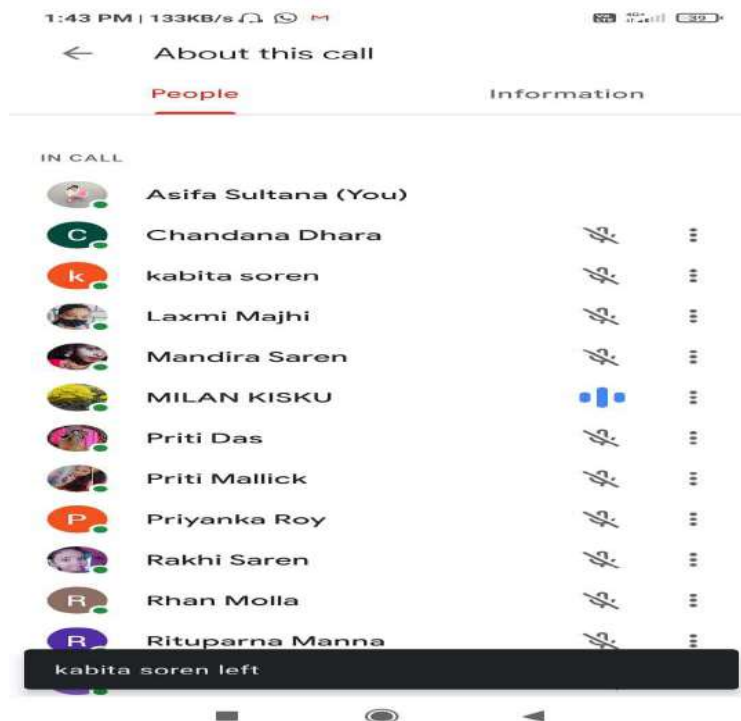 1:43 PM | 133KB/s
39
About this call
People
Information
IN CALL
Asifa Sultana (You)
C Chandana Dhara
k kabita soren
Laxmi Majhi
Mandira Saren
MILAN KISKU
Priti Das
Priti Mallick
P Priyanka Roy
Rakhi Saren
R Rhan Molla
R Rituparna Manna
kabita soren left